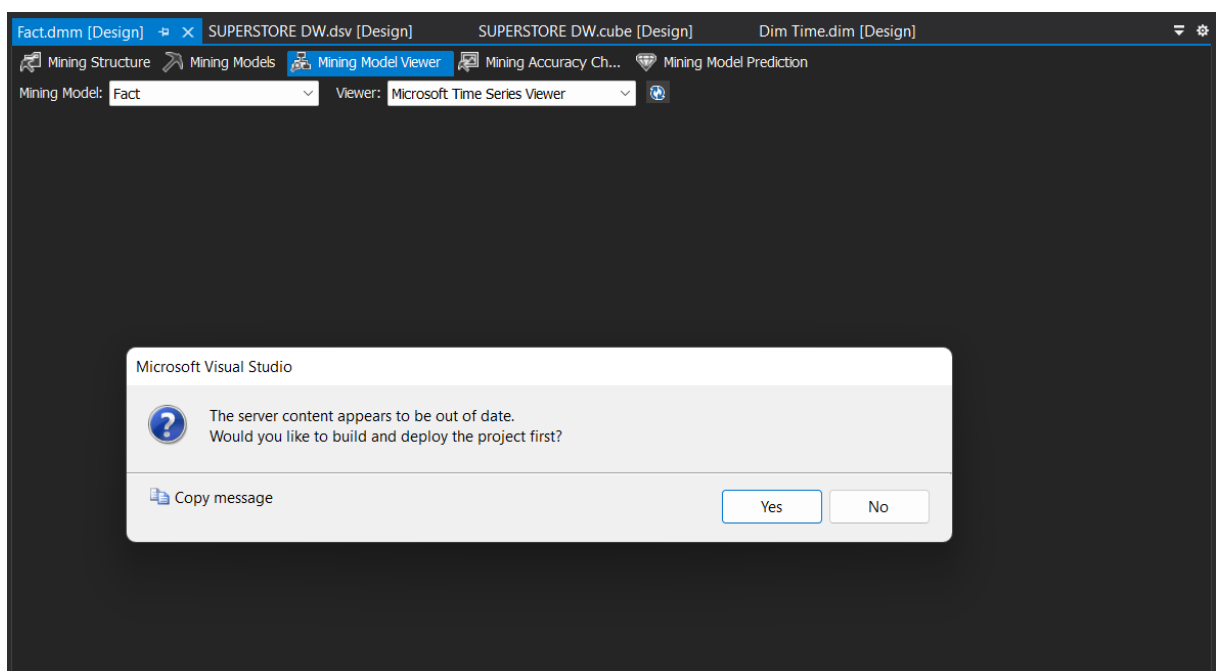 Fact.dmm [Design] SUPERSTORE DW.dsv [Design] SUPERSTORE DW.cube [Design] Dim Time.dim [Design]
Mining Structure Mining Models Mining Model Viewer Mining Accuracy Ch... Mining Model Prediction
Mining Model: Fact Viewer: Microsoft Time Series Viewer
Microsoft Visual Studio
The server content appears to be out of date.
Would you like to build and deploy the project first?
Copy message Yes No